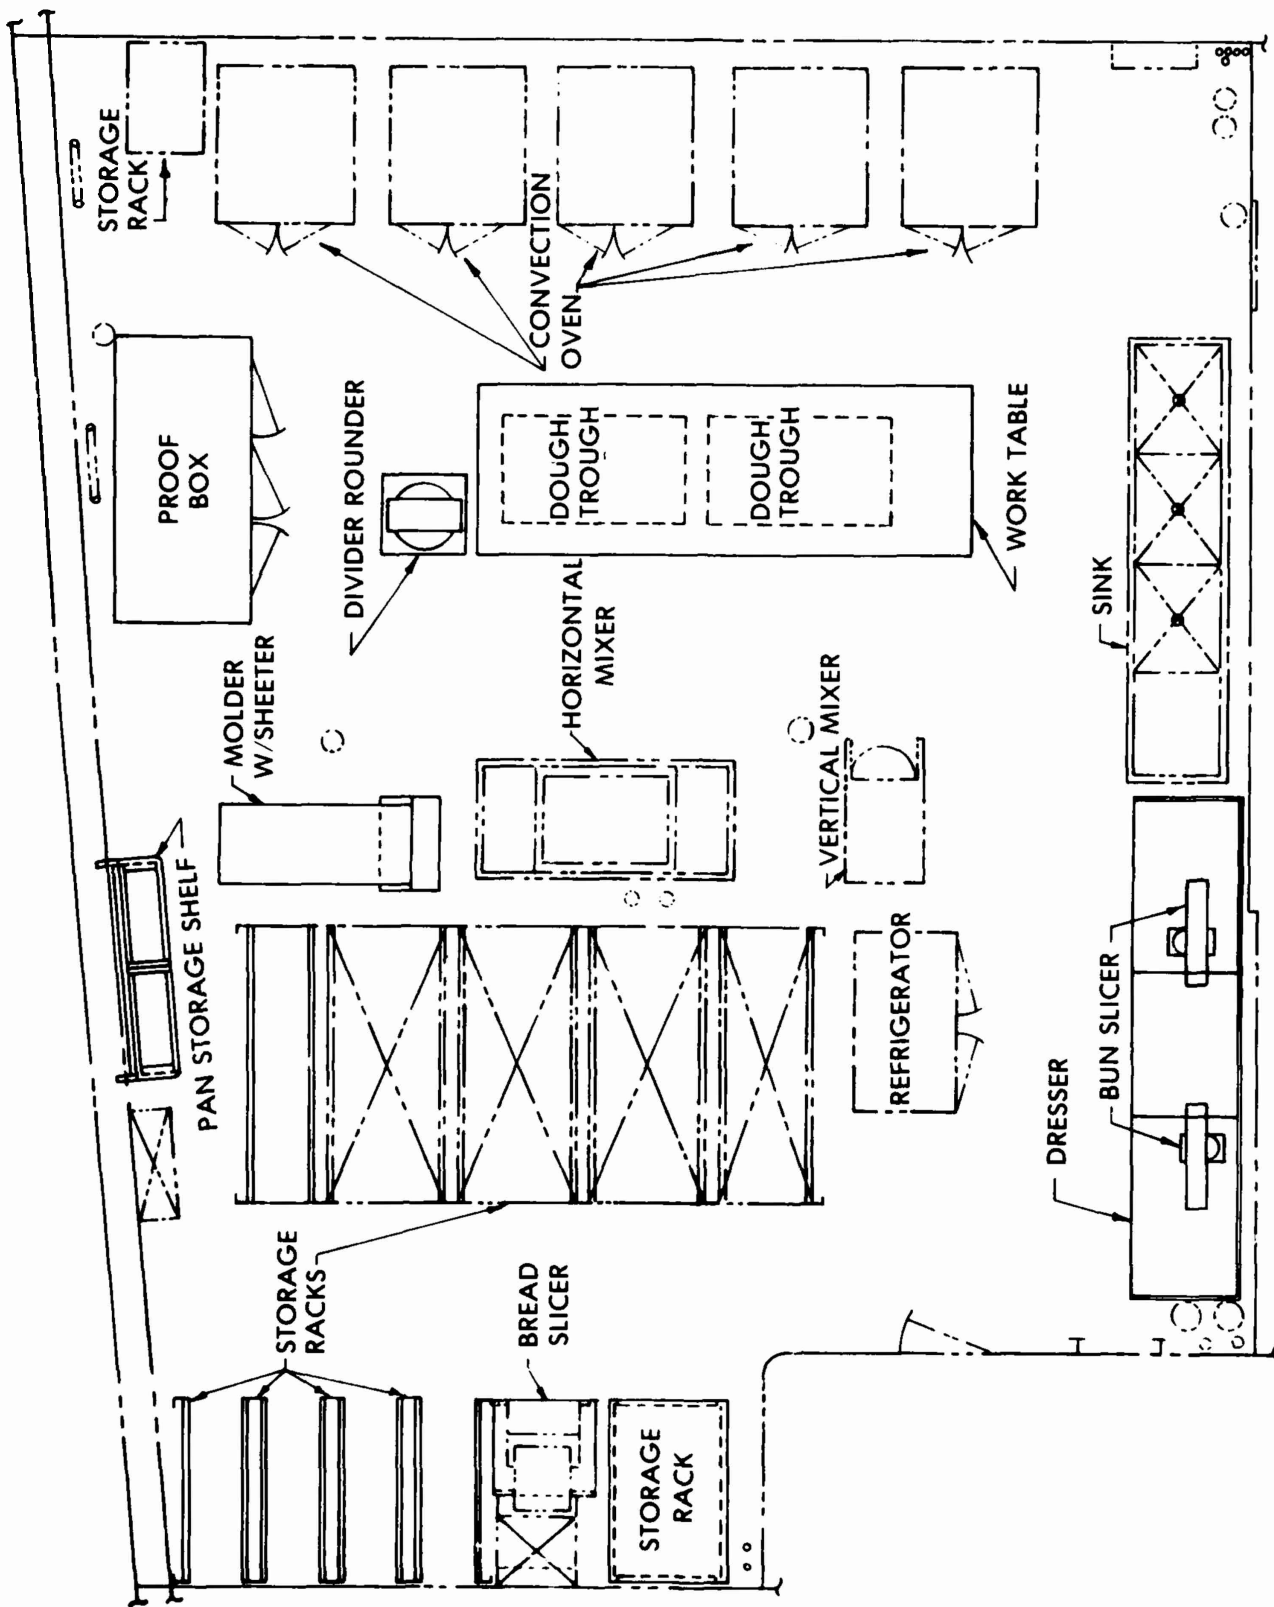 STORAGE
RACK
CONVECTION
OVEN
PROOF
BOX
DIVIDER ROUNDER
DOUGH
TROUGH
DOUGH
TROUGH
WORK TABLE
SINK
MOLDER
W/SHEETER
HORIZONTAL
MIXER
VERTICAL MIXER
PAN STORAGE SHELF
REFRIGERATOR
BUN SLICER
DRESSER
STORAGE
RACKS
BREAD
SLICER
STORAGE
RACK